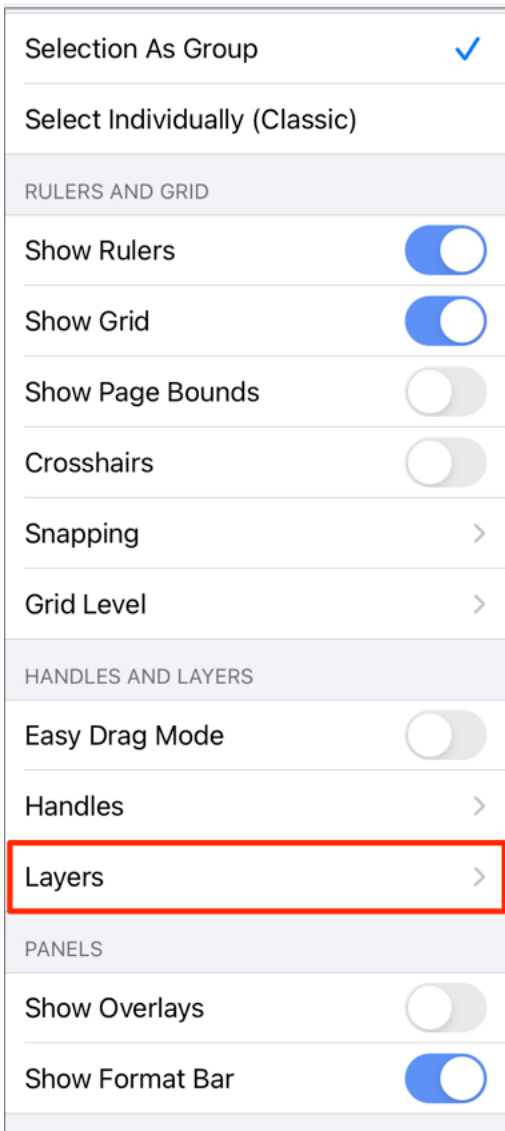 Selection As Group
Select Individually (Classic)
RULERS AND GRID
Show Rulers
Show Grid
Show Page Bounds
Crosshairs
Snapping
Grid Level
HANDLES AND LAYERS
Easy Drag Mode
Handles
Layers
PANELS
Show Overlays
Show Format Bar